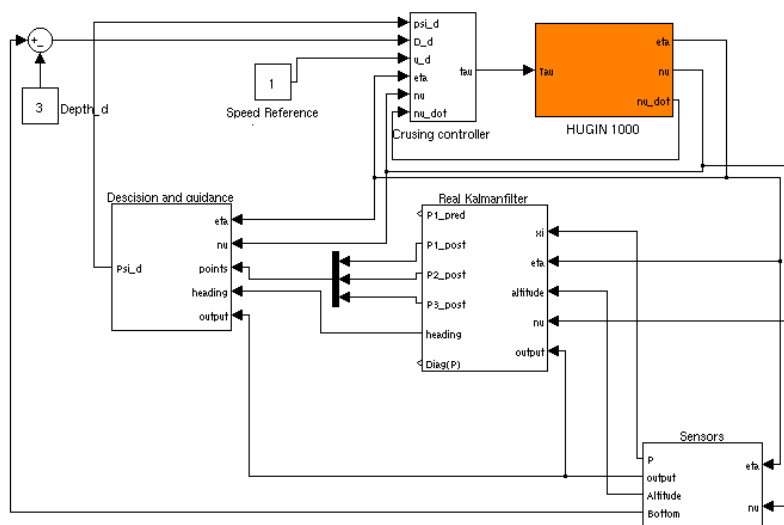 psi_d
D_d
u_d
eta
nu
nu_dot
tau
Crusing controller
Tau
eta
nu
nu_dot
HUGIN 1000
+
-
3
Depth_d
1
Speed Reference
Descision and guidance
eta
nu
points
heading
output
Psi_d
Real Kalmanfilter
P1_pred
P1_post
P2_post
P3_post
heading
Diag(P)
xi
eta
altitude
nu
output
Sensors
P
output
Altitude
Bottom
eta
nu